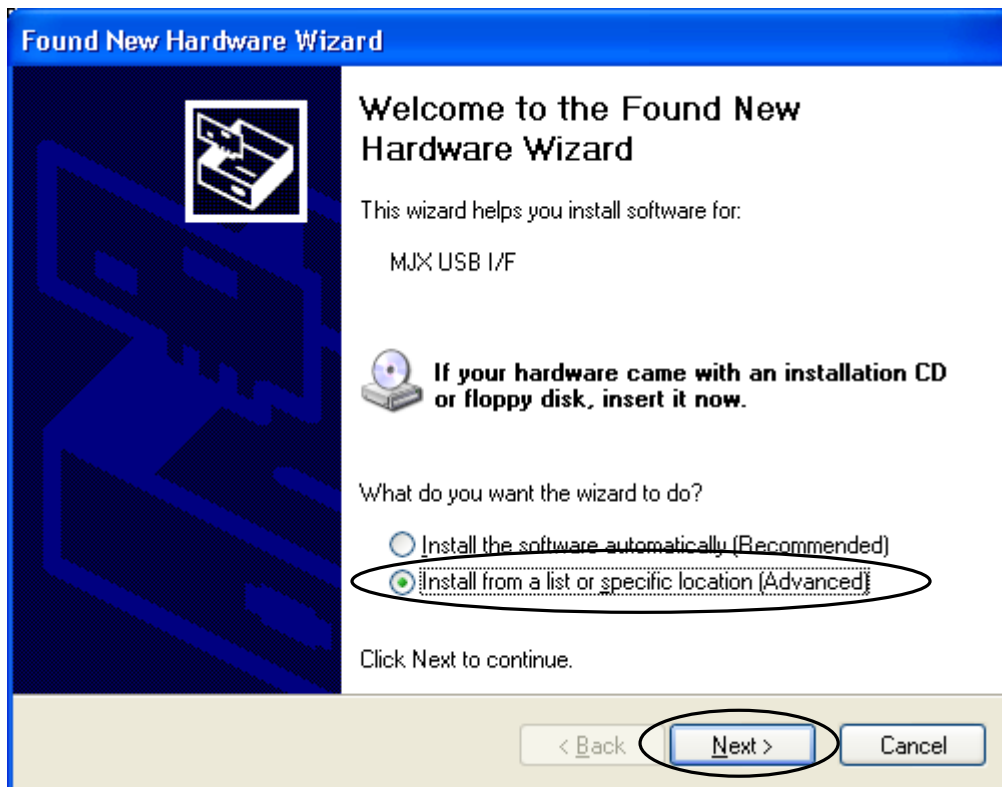 Found New Hardware Wizard
Welcome to the Found New
Hardware Wizard
This wizard helps you install software for:
MJX USB I/F
If your hardware came with an installation CD
or floppy disk, insert it now.
What do you want the wizard to do?
Install the software automatically (Recommended)
Install from a list or specific location (Advanced)
Click Next to continue.
< Back Next > Cancel